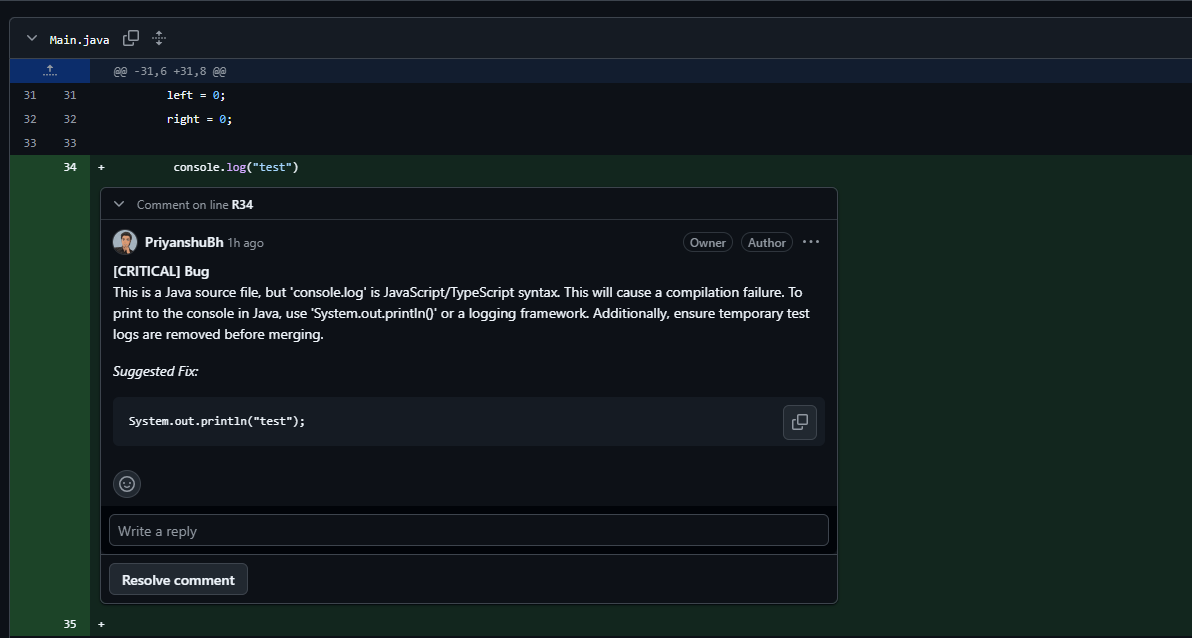 Main.java
@@ -31,6 +31,8 @@
31 31 left = 0;
32 32 right = 0;
33 33
34 + console.log("test")
Comment on line R34
PriyanshuBh 1h ago Owner Author
[CRITICAL] Bug
This is a Java source file, but 'console.log' is JavaScript/TypeScript syntax. This will cause a compilation failure. To
print to the console in Java, use 'System.out.println()' or a logging framework. Additionally, ensure temporary test
logs are removed before merging.
Suggested Fix:
System.out.println("test");
Write a reply
Resolve comment
35 +